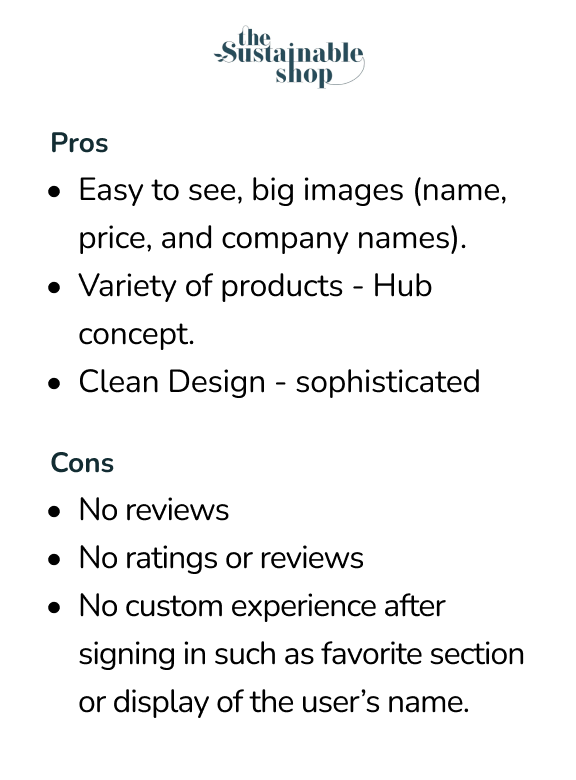 the
Sustainable
shop
Pros
• Easy to see, big images (name,
price, and company names).
• Variety of products - Hub
concept.
• Clean Design - sophisticated
Cons
• No reviews
• No ratings or reviews
• No custom experience after
signing in such as favorite section
or display of the user’s name.